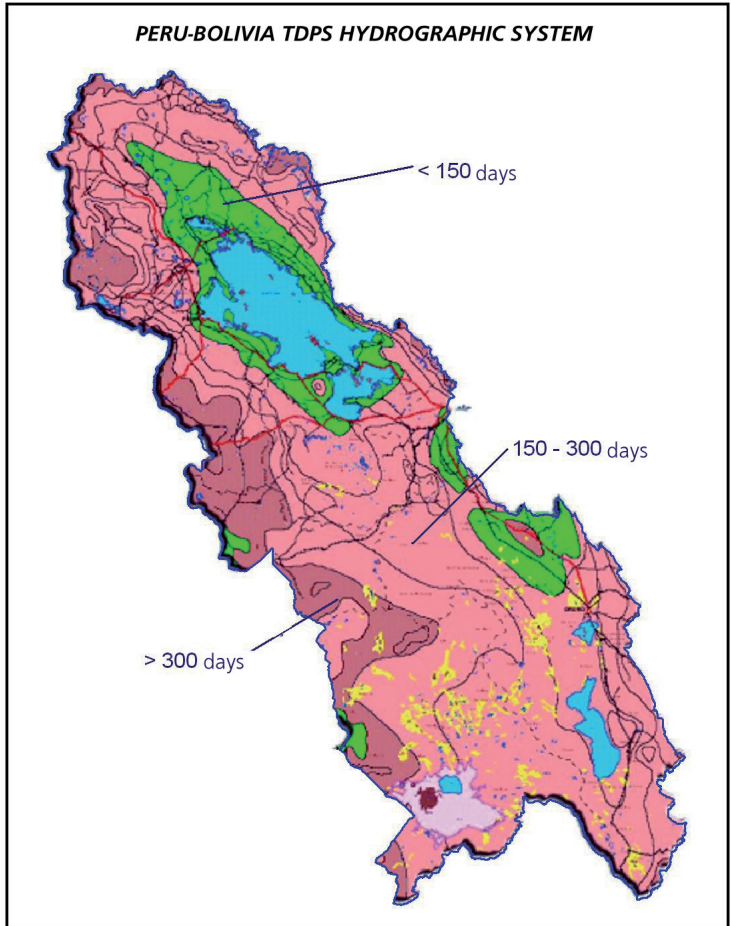 PERU-BOLIVIA TDPS HYDROGRAPHIC SYSTEM
< 150 days
150 - 300 days
> 300 days